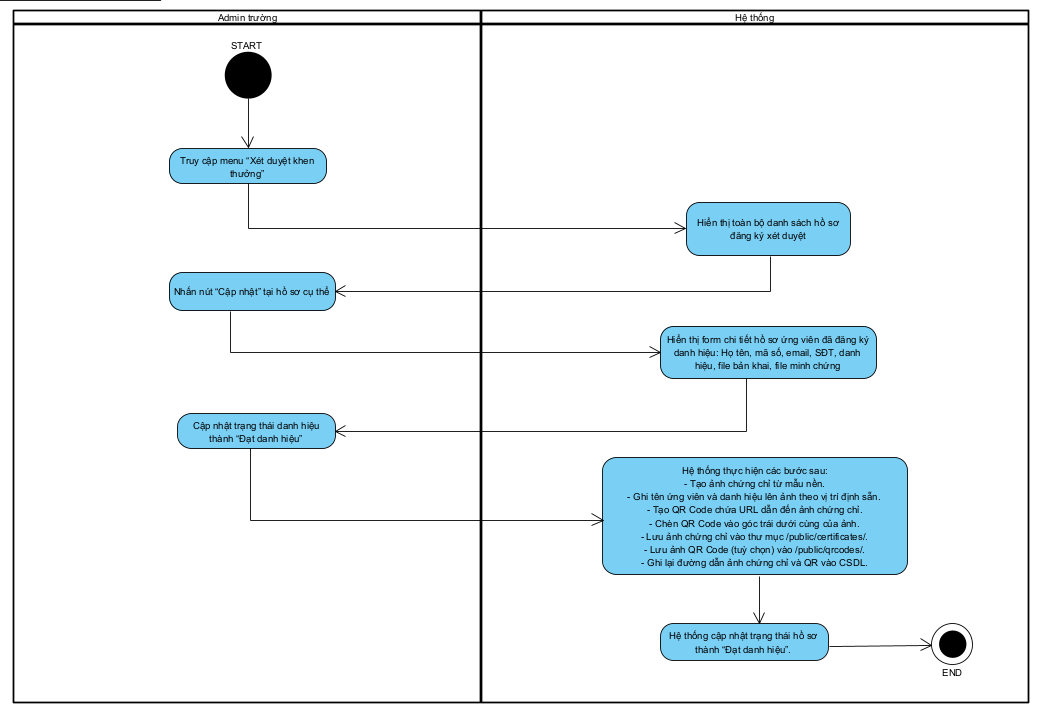 Admin trường
Hệ thống
START
Truy cập menu “Xét duyệt khen
thưởng”
Hiển thị toàn bộ danh sách hồ sơ
đăng ký xét duyệt
Nhấn nút “Cập nhật” tại hồ sơ cụ thể
Hiển thị form chi tiết hồ sơ ứng viên đã đăng ký
danh hiệu: Họ tên, mã số, email, SĐT, danh
hiệu, file bản khai, file minh chứng
Cập nhật trạng thái danh hiệu
thành “Đạt danh hiệu”
Hệ thống thực hiện các bước sau:
- Tạo ảnh chứng chỉ từ mẫu nền.
- Ghi tên ứng viên và danh hiệu lên ảnh theo vị trí định sẵn.
- Tạo QR Code chứa URL dẫn đến ảnh chứng chỉ.
- Chèn QR Code vào góc trái dưới cùng của ảnh.
- Lưu ảnh chứng chỉ vào thư mục /public/certificates/.
- Lưu ảnh QR Code (tuỳ chọn) vào /public/qrcodes/.
- Ghi lại đường dẫn ảnh chứng chỉ và QR vào CSDL.
Hệ thống cập nhật trạng thái hồ sơ
thành “Đạt danh hiệu”.
END